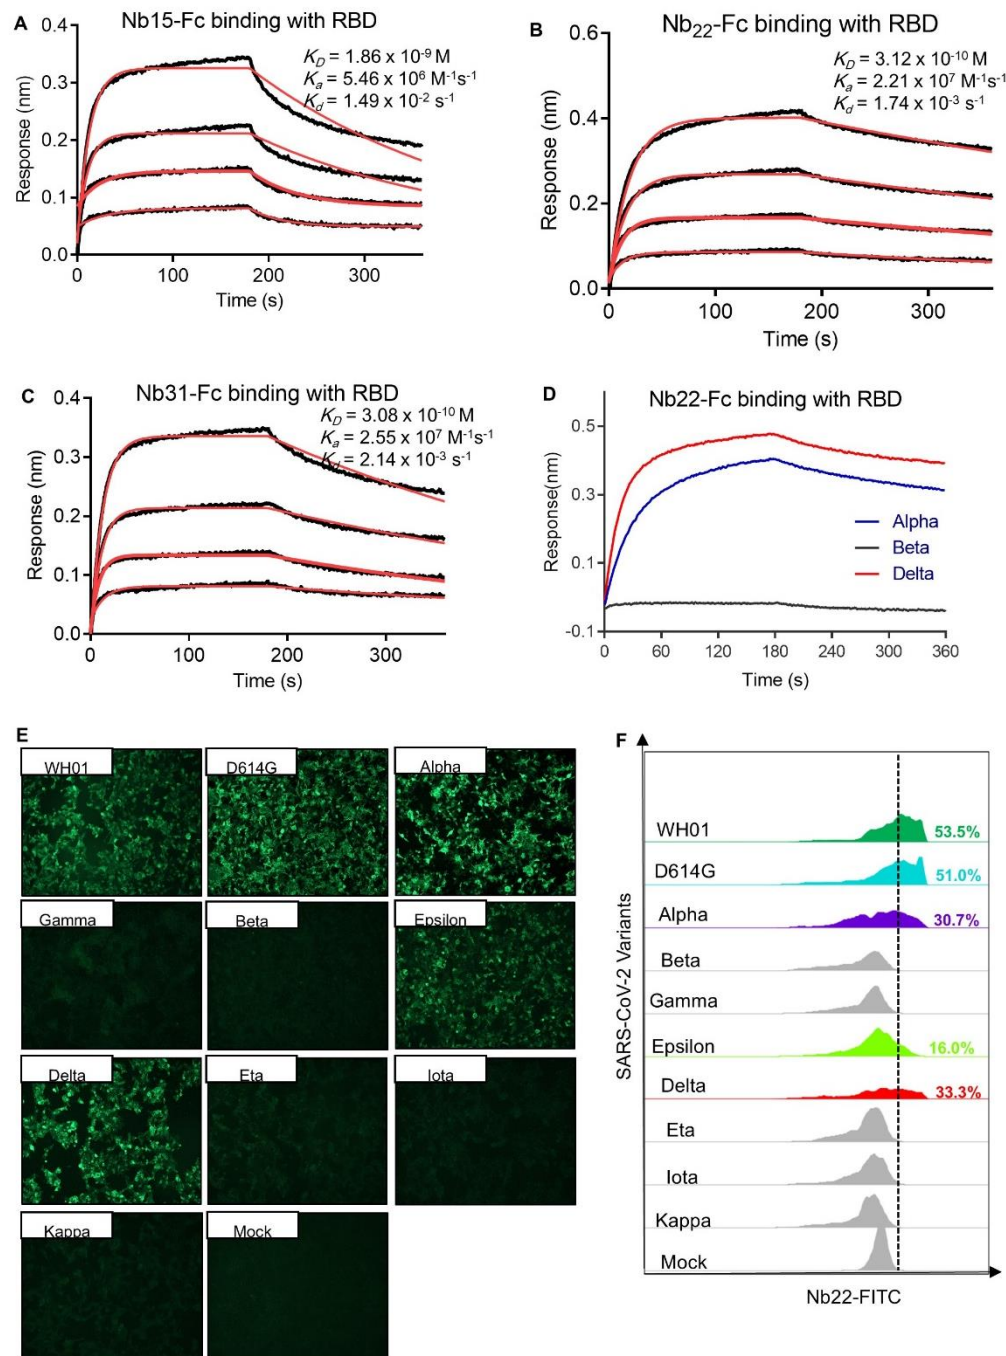 A
Nb15-Fc binding with RBD
K_D = 1.86 x 10⁻⁹ M
K_a = 5.46 x 10⁶ M⁻¹s⁻¹
K_d = 1.49 x 10⁻² s⁻¹
Response (nm)
0.4
0.3
0.2
0.1
0.0
0 100 200 300
Time (s)
B
Nb₂₂-Fc binding with RBD
K_D = 3.12 x 10⁻¹⁰ M
K_a = 2.21 x 10⁷ M⁻¹s⁻¹
K_d = 1.74 x 10⁻³ s⁻¹
Response (nm)
0.6
0.4
0.2
0.0
0 100 200 300
Time (s)
C
Nb31-Fc binding with RBD
K_D = 3.08 x 10⁻¹⁰ M
K_a = 2.55 x 10⁷ M⁻¹s⁻¹
K_d = 2.14 x 10⁻³ s⁻¹
Response (nm)
0.4
0.3
0.2
0.1
0.0
0 100 200 300
Time (s)
D
Nb22-Fc binding with RBD
Response(nm)
0.5
0.3
0.1
-0.1
Alpha
Beta
Delta
0 60 120 180 240 300 360
Time (s)
E
WH01 D614G Alpha
Gamma Beta Epsilon
Delta Eta Iota
Kappa Mock
F
SARS-CoV-2 Variants
WH01 53.5%
D614G 51.0%
Alpha 30.7%
Beta
Gamma
Epsilon 16.0%
Delta 33.3%
Eta
Iota
Kappa
Mock
Nb22-FITC